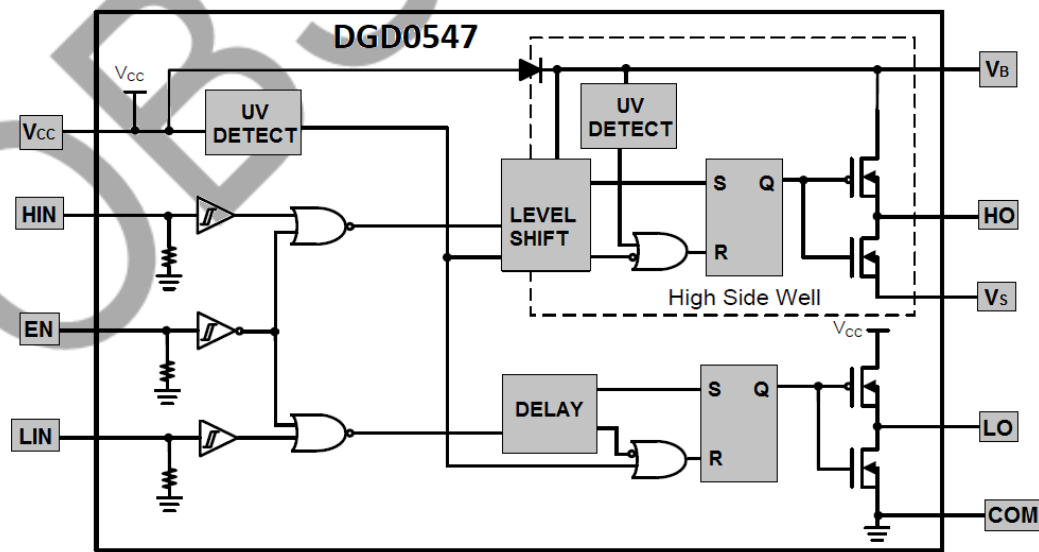 DGD0547
VCC
VB
UV
DETECT
UV
DETECT
VCC
HIN
LEVEL
SHIFT
S
Q
R
HO
High Side Well
VS
EN
VCC
DELAY
S
Q
R
LIN
LO
COM